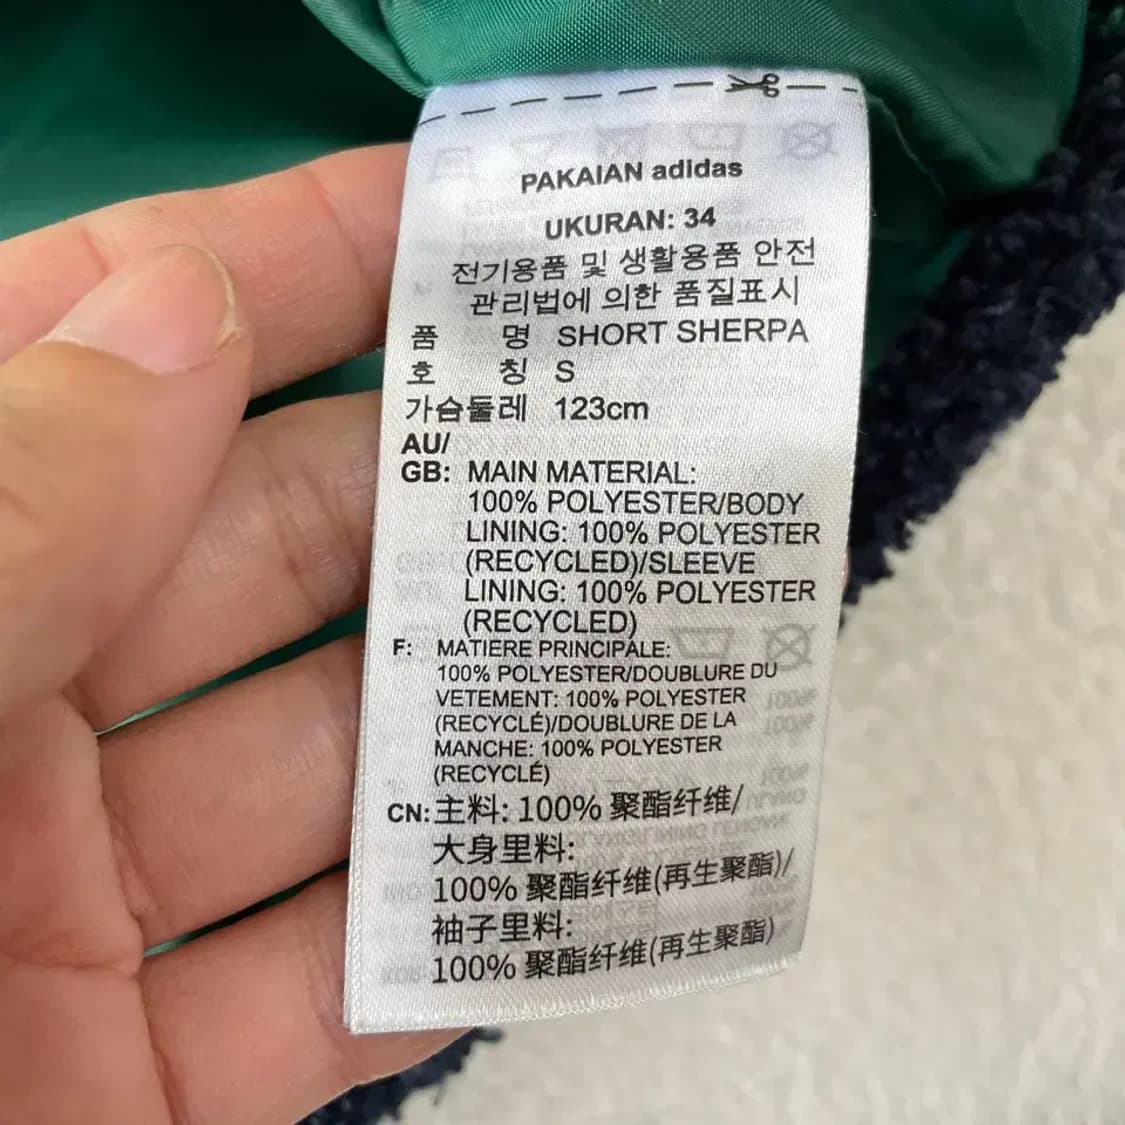 PAKAIAN adidas
UKURAN: 34
전기용품 및 생활용품 안전
관리법에 의한 품질표시
품 명 SHORT SHERPA
호 칭 S
가슴둘레 123cm
AU/
GB: MAIN MATERIAL:
100% POLYESTER/BODY
LINING: 100% POLYESTER
(RECYCLED)/SLEEVE
LINING: 100% POLYESTER
(RECYCLED)
F: MATIERE PRINCIPALE:
100% POLYESTER/DOUBLURE DU
VETEMENT: 100% POLYESTER
(RECYCLÉ)/DOUBLURE DE LA
MANCHE: 100% POLYESTER
(RECYCLÉ)
CN: 主料: 100% 聚酯纤维/
大身里料:
100% 聚酯纤维(再生聚酯)/
袖子里料:
100% 聚酯纤维(再生聚酯)